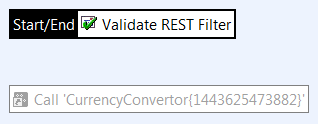 Start/End Validate REST Filter
Call 'CurrencyConvertor{1443625473882}'